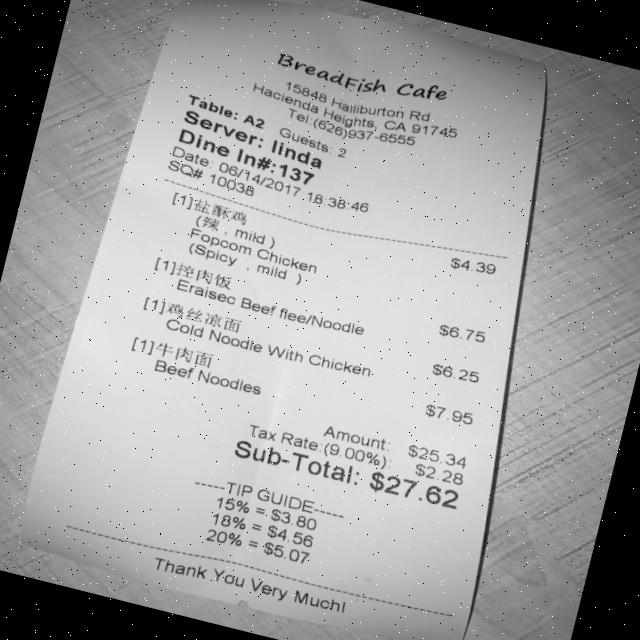 BreadFish Cafe
15848 Halliburton Rd
Hacienda Heights, CA 91745
Tel:(626)937-6555
Table: A2 Guests: 2
Server: linda
Dine In#:137
Date: 06/14/2017 18:38:46
SQ# 10038
[1]盐酥鸡
(辣 , mild )
Popcorn Chicken
(Spicy , mild ) $4.39
[1]控肉饭
Eraisec Beef flee/Noodle $6.75
[1]鸡丝凉面
Cold Noodle With Chicken $6.25
[1]牛肉面
Beef Noodles $7.95
Amount: $25.34
Tax Rate:(9.00%): $2.28
Sub-Total: $27.62
-----TIP GUIDE-----
15% = $3.80
18% = $4.56
20% = $5.07
Thank You Very Much!